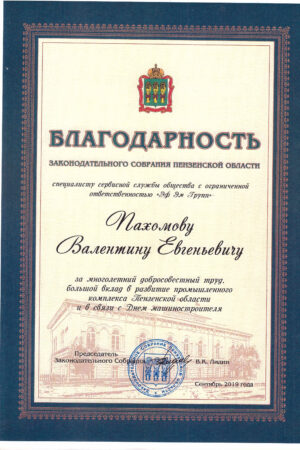 БЛАГОДАРНОСТЬ
ЗАКОНОДАТЕЛЬНОГО СОБРАНИЯ ПЕНЗЕНСКОЙ ОБЛАСТИ
специалисту сервисной службы общества с ограниченной
ответственностью «Эф Эм Групп»
Пахомову
Валентину Евгеньевичу
за многолетний добросовестный труд,
большой вклад в развитие промышленного
комплекса Пензенской области
и в связи с Днем машиностроителя
Председатель
Законодательного Собрания
В.К. Лидин
Сентябрь 2019 года